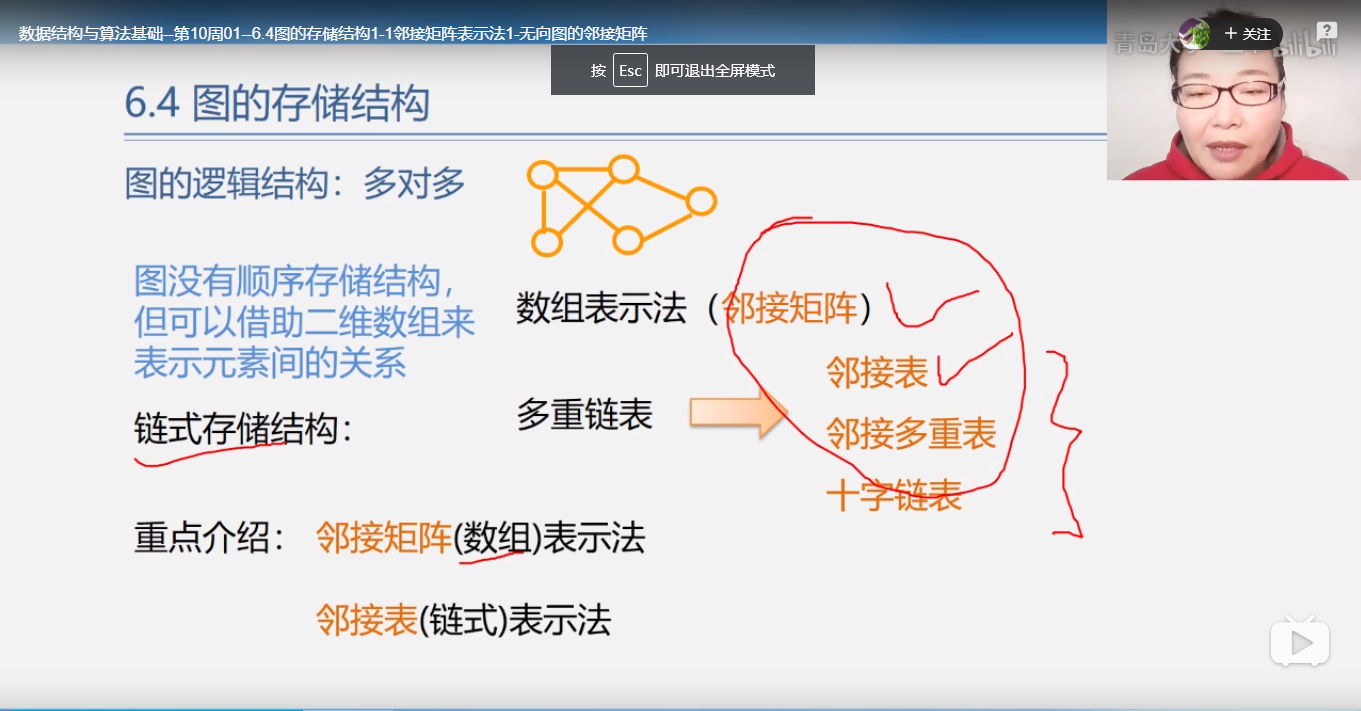 数据结构与算法基础--第10周01--6.4图的存储结构1-1邻接矩阵表示法1-无向图的邻接矩阵
+ 关注
?
青岛大
bilibili
按 Esc 即可退出全屏模式
6.4 图的存储结构
图的逻辑结构：多对多
图没有顺序存储结构，
但可以借助二维数组来
表示元素间的关系
数组表示法（邻接矩阵）
链式存储结构：
多重链表
邻接表
邻接多重表
十字链表
重点介绍： 邻接矩阵(数组)表示法
邻接表(链式)表示法